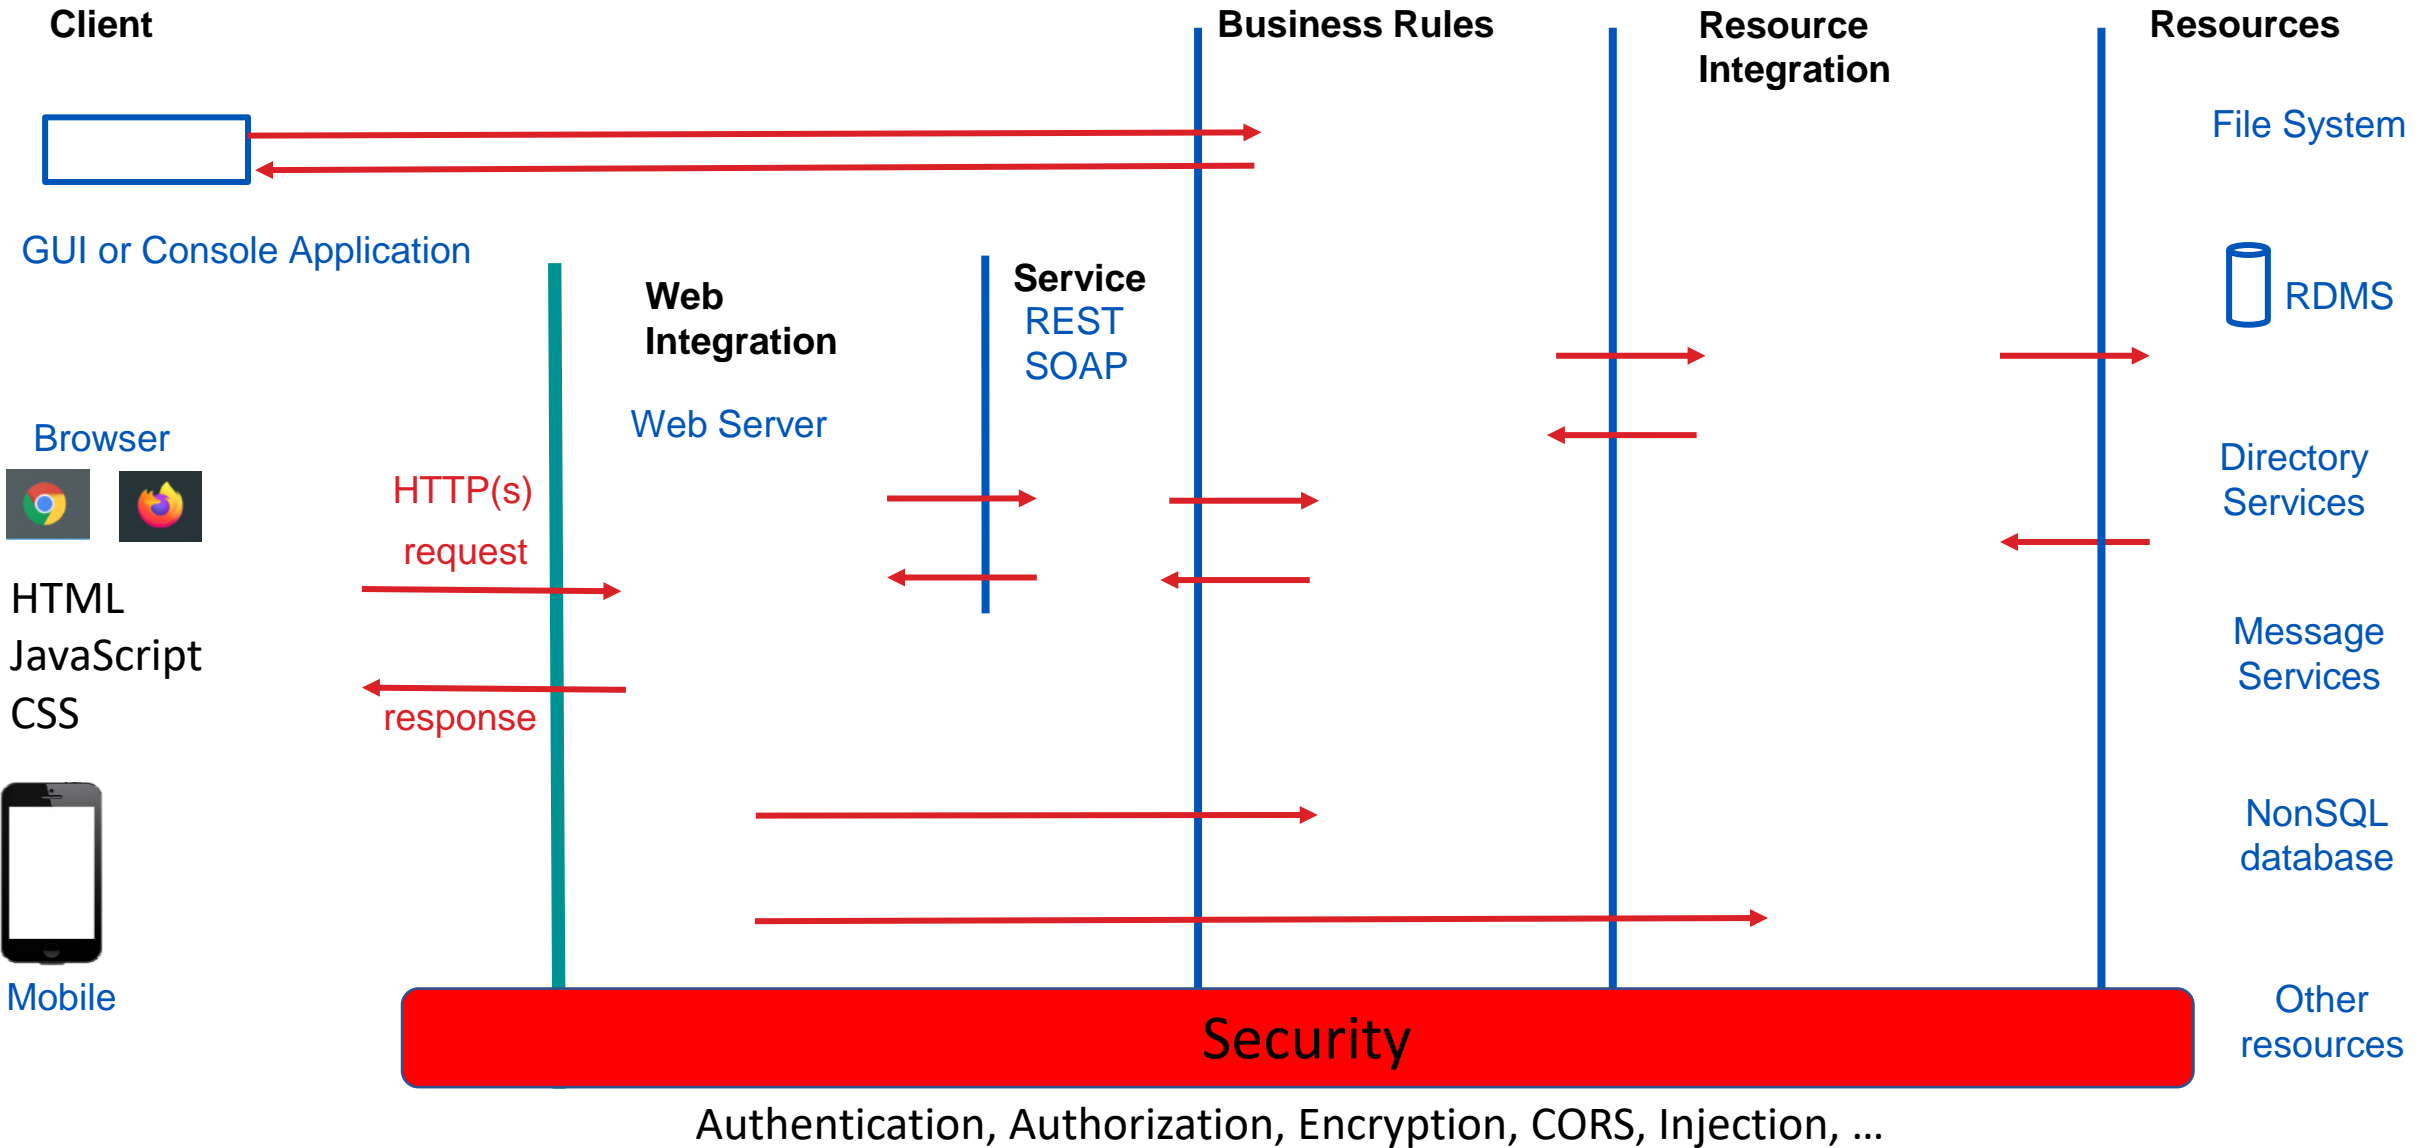 Client
Business Rules
Resource
Integration
Resources
File System
GUI or Console Application
Web
Integration
Service
REST
SOAP
RDMS
Web Server
Browser
HTTP(s)
request
Directory
Services
HTML
JavaScript
CSS
response
Message
Services
NonSQL
database
Mobile
Security
Other
resources
Authentication, Authorization, Encryption, CORS, Injection, ...